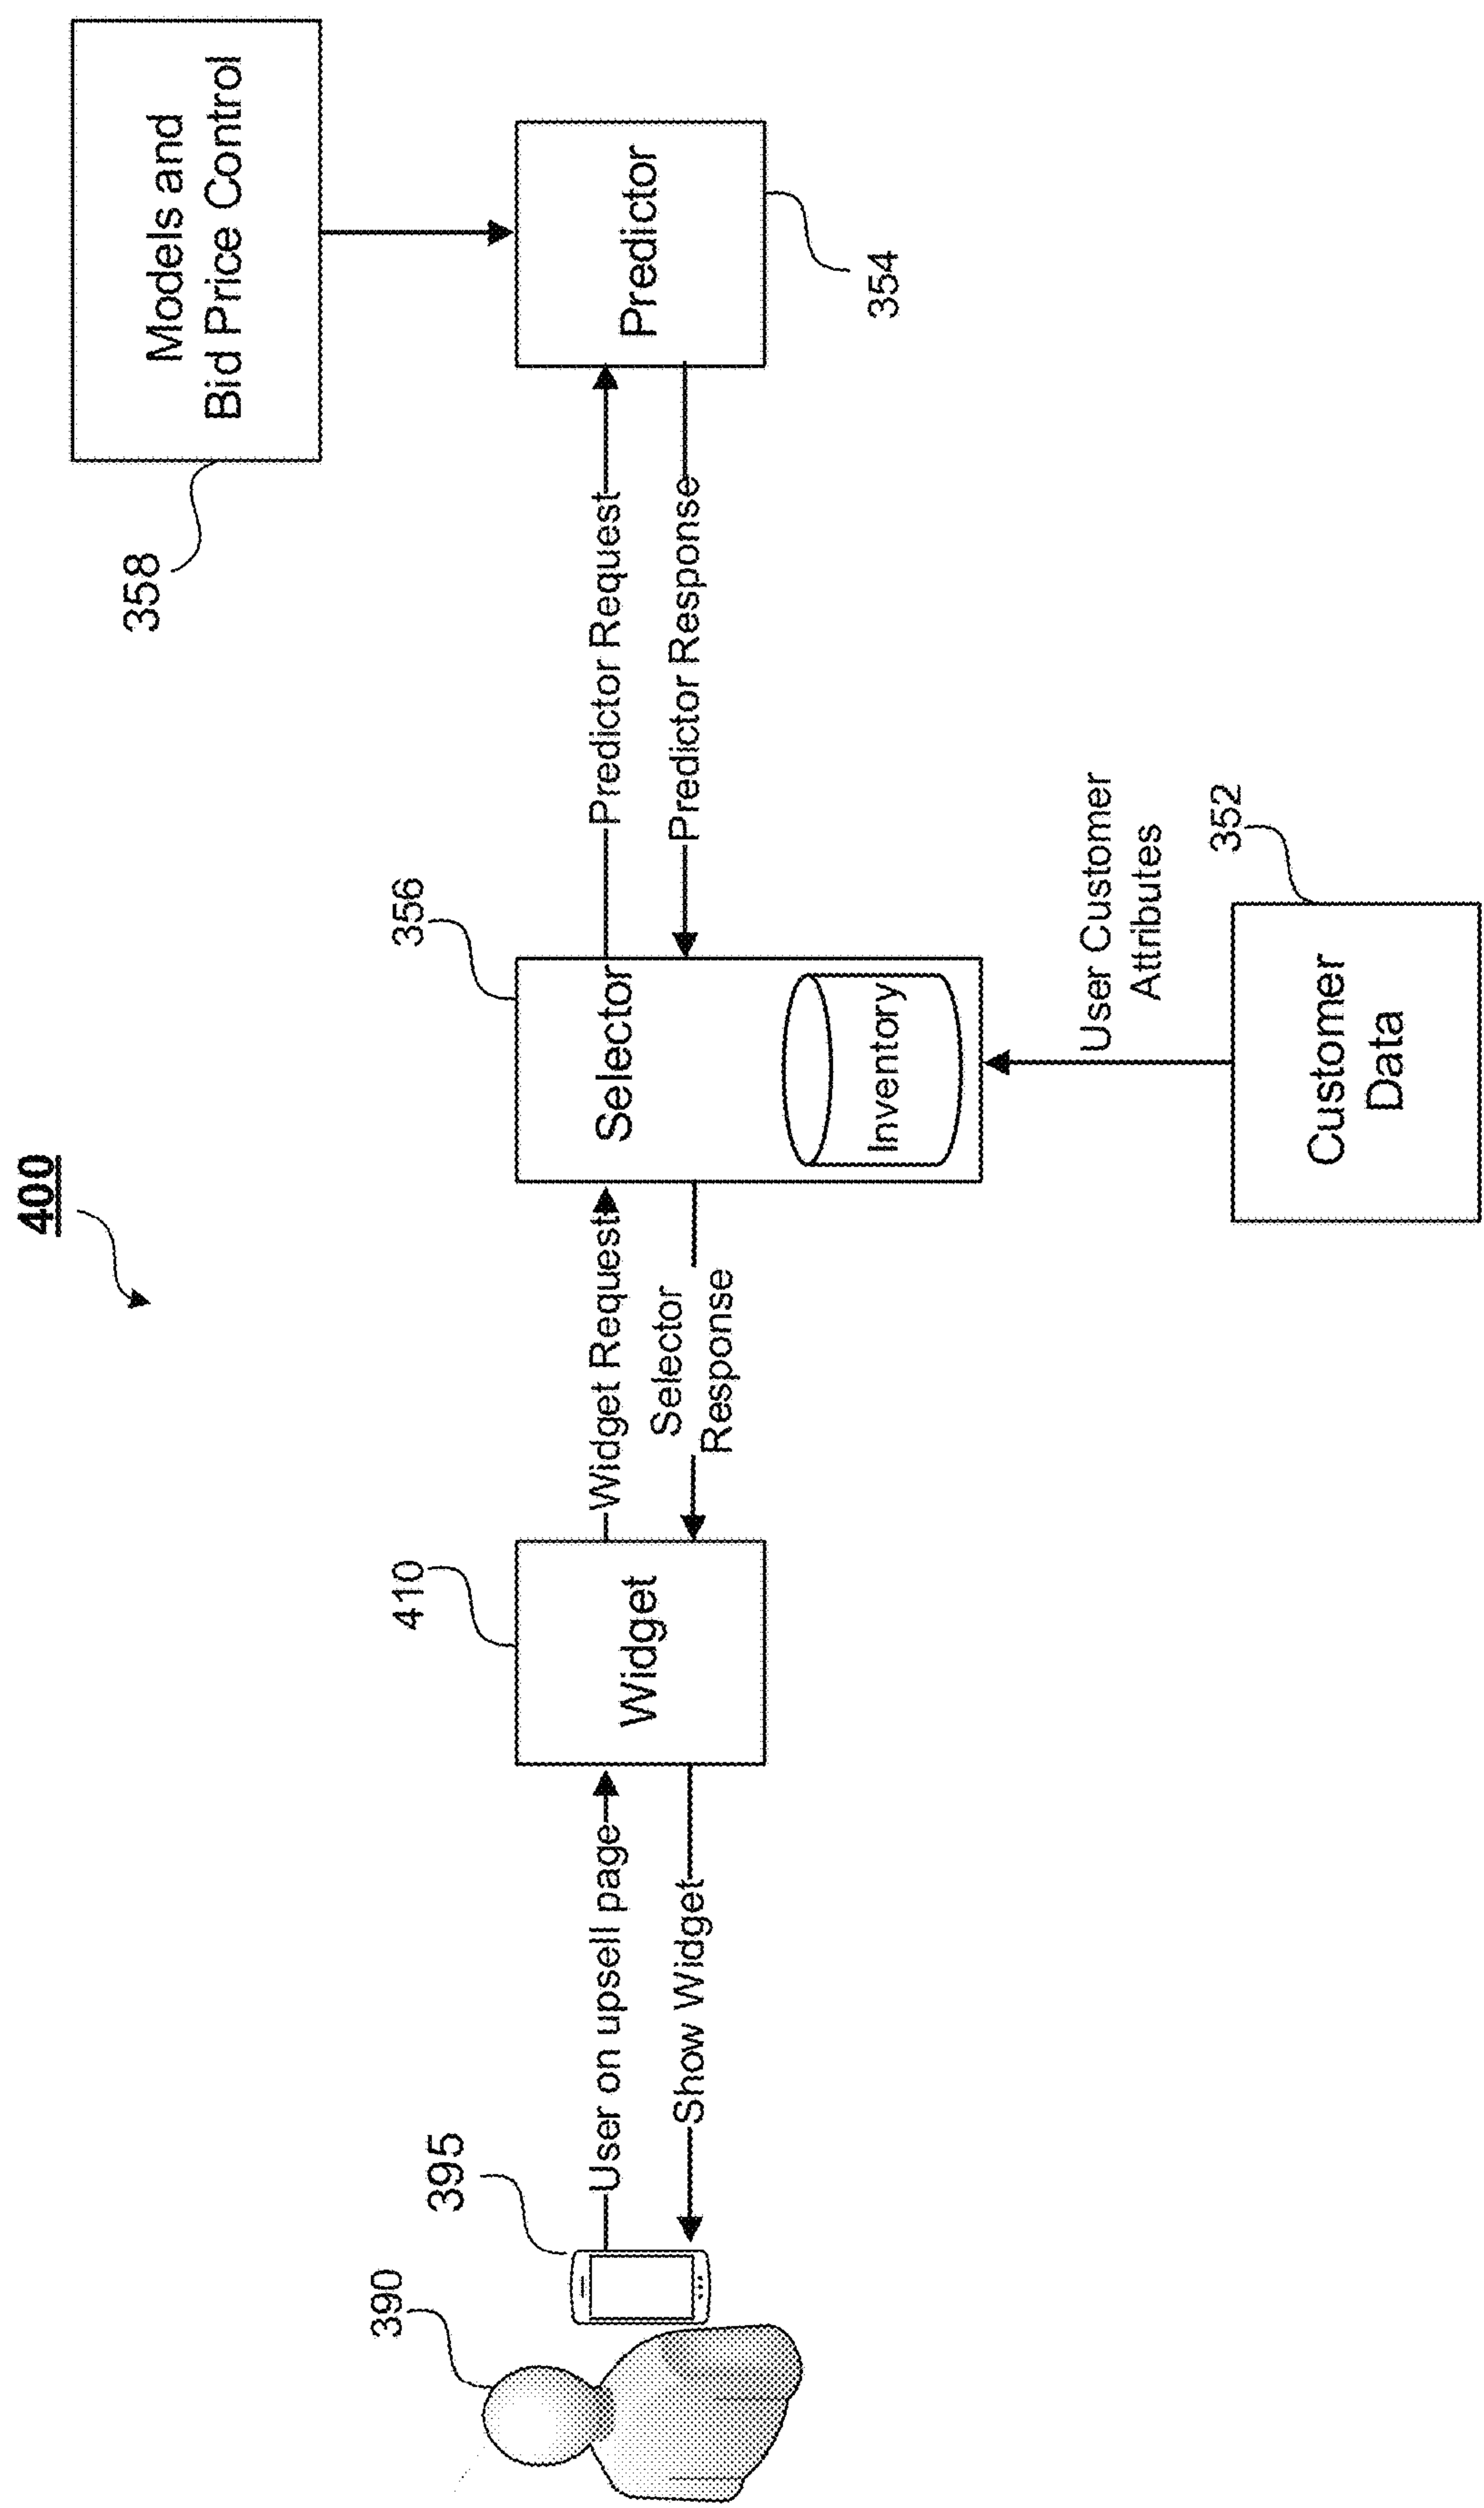 400
358
Models and
Bid Price Control
390
395
User on upsell page
Show Widget
410
Widget
Widget Request
Selector
Response
356
Selector
Inventory
Predictor Request
Predictor Response
Predictor
354
User Customer
Attributes
352
Customer
Data